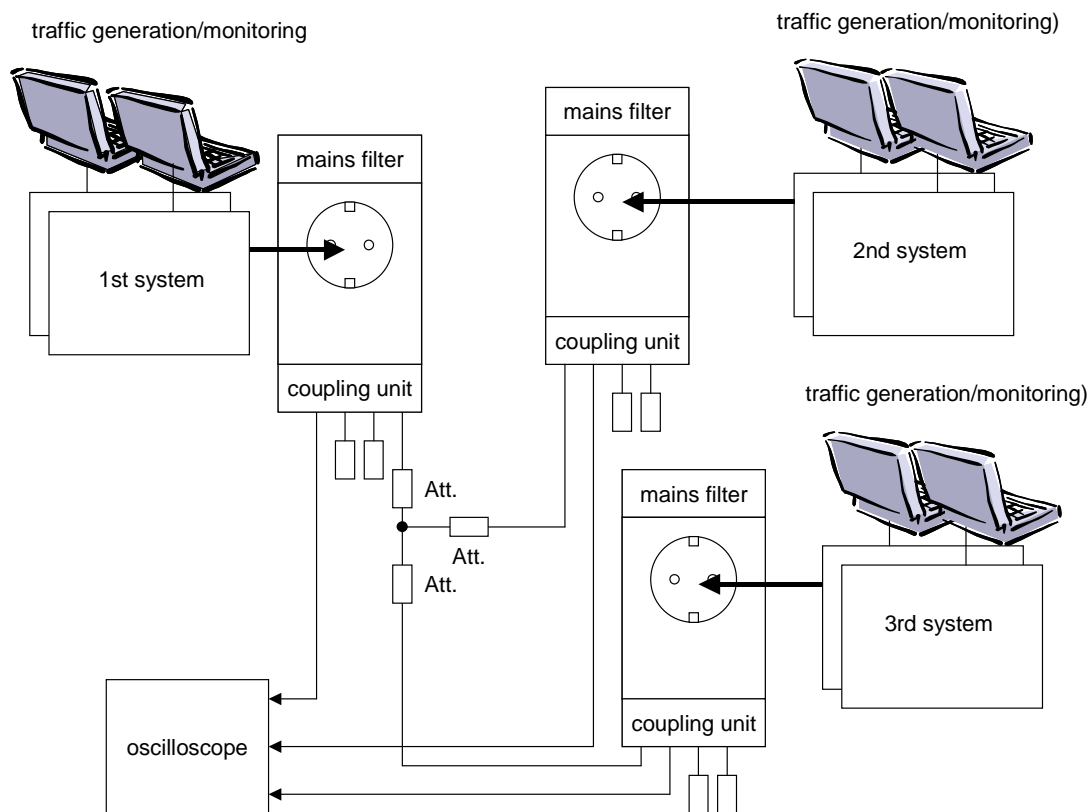 traffic generation/monitoring
traffic generation/monitoring)
mains filter
mains filter
1st system
2nd system
coupling unit
coupling unit
traffic generation/monitoring)
Att.
mains filter
Att.
Att.
3rd system
coupling unit
oscilloscope